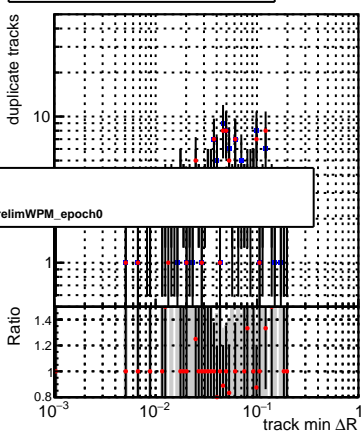 duplicate tracks
10
relimWPM_epoch0
1
Ratio
1.4
1.2
1
0.8
10−3
10−2
10−1
1
track min ΔR